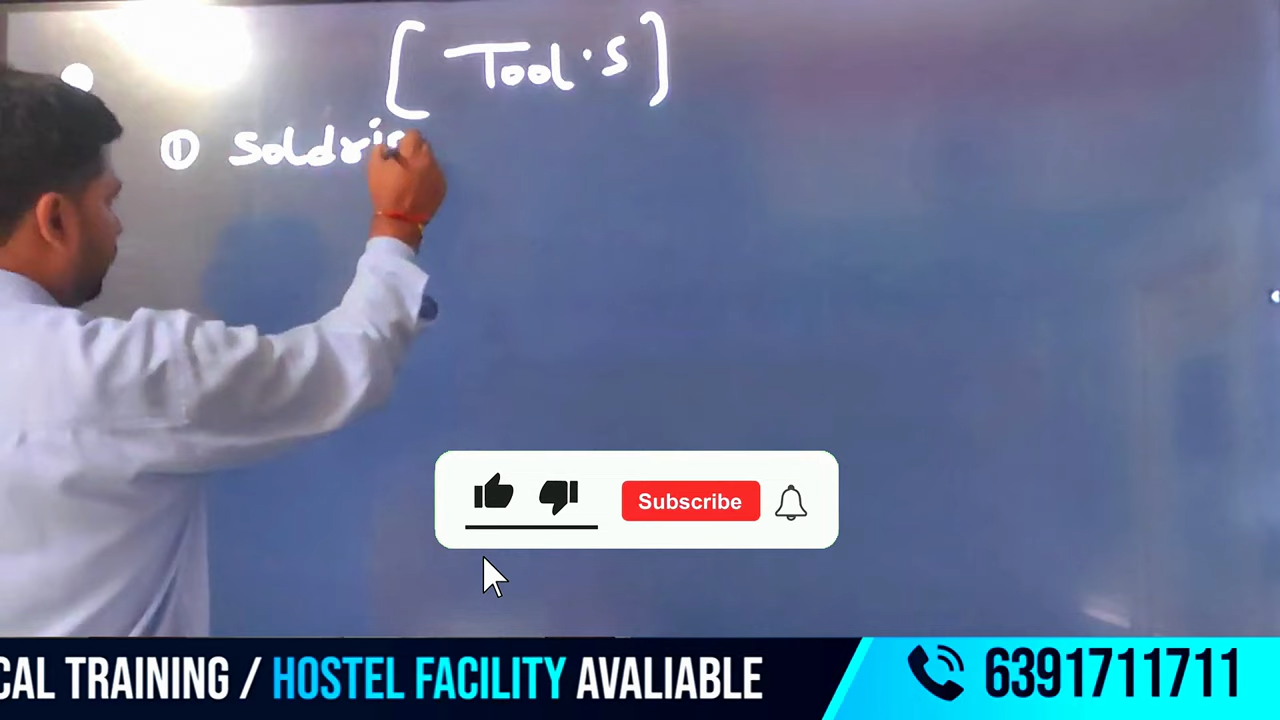 [ Tool's ]
① Soldri
Subscribe
CAL TRAINING / HOSTEL FACILITY AVALIABLE
6391711711